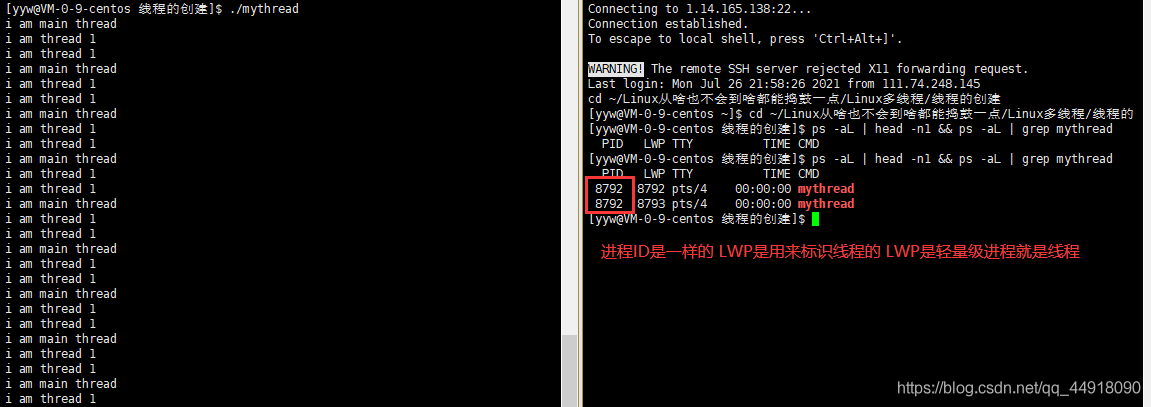 [yyw@VM-0-9-centos 线程的创建]$ ./mythread
i am main thread
i am thread 1
i am thread 1
i am main thread
i am thread 1
i am thread 1
i am main thread
i am thread 1
i am thread 1
i am main thread
i am thread 1
i am thread 1
i am main thread
i am thread 1
i am thread 1
i am main thread
i am thread 1
i am thread 1
i am main thread
i am thread 1
i am thread 1
i am main thread
i am thread 1
i am thread 1
i am main thread
i am thread 1
Connecting to 1.14.165.138:22...
Connection established.
To escape to local shell, press 'Ctrl+Alt+]'.
WARNING! The remote SSH server rejected X11 forwarding request.
Last login: Mon Jul 26 21:58:26 2021 from 111.74.248.145
cd ~/Linux从啥也不会到啥都能捣鼓一点/Linux多线程/线程的创建
[yyw@VM-0-9-centos ~]$ cd ~/Linux从啥也不会到啥都能捣鼓一点/Linux多线程/线程的
[yyw@VM-0-9-centos 线程的创建]$ ps -aL | head -n1 && ps -aL | grep mythread
PID LWP TTY TIME CMD
[yyw@VM-0-9-centos 线程的创建]$ ps -aL | head -n1 && ps -aL | grep mythread
PID LWP TTY TIME CMD
8792 8792 pts/4 00:00:00 mythread
8792 8793 pts/4 00:00:00 mythread
[yyw@VM-0-9-centos 线程的创建]$
进程ID是一样的 LWP是用来标识线程的 LWP是轻量级进程就是线程
https://blog.csdn.net/qq_44918090